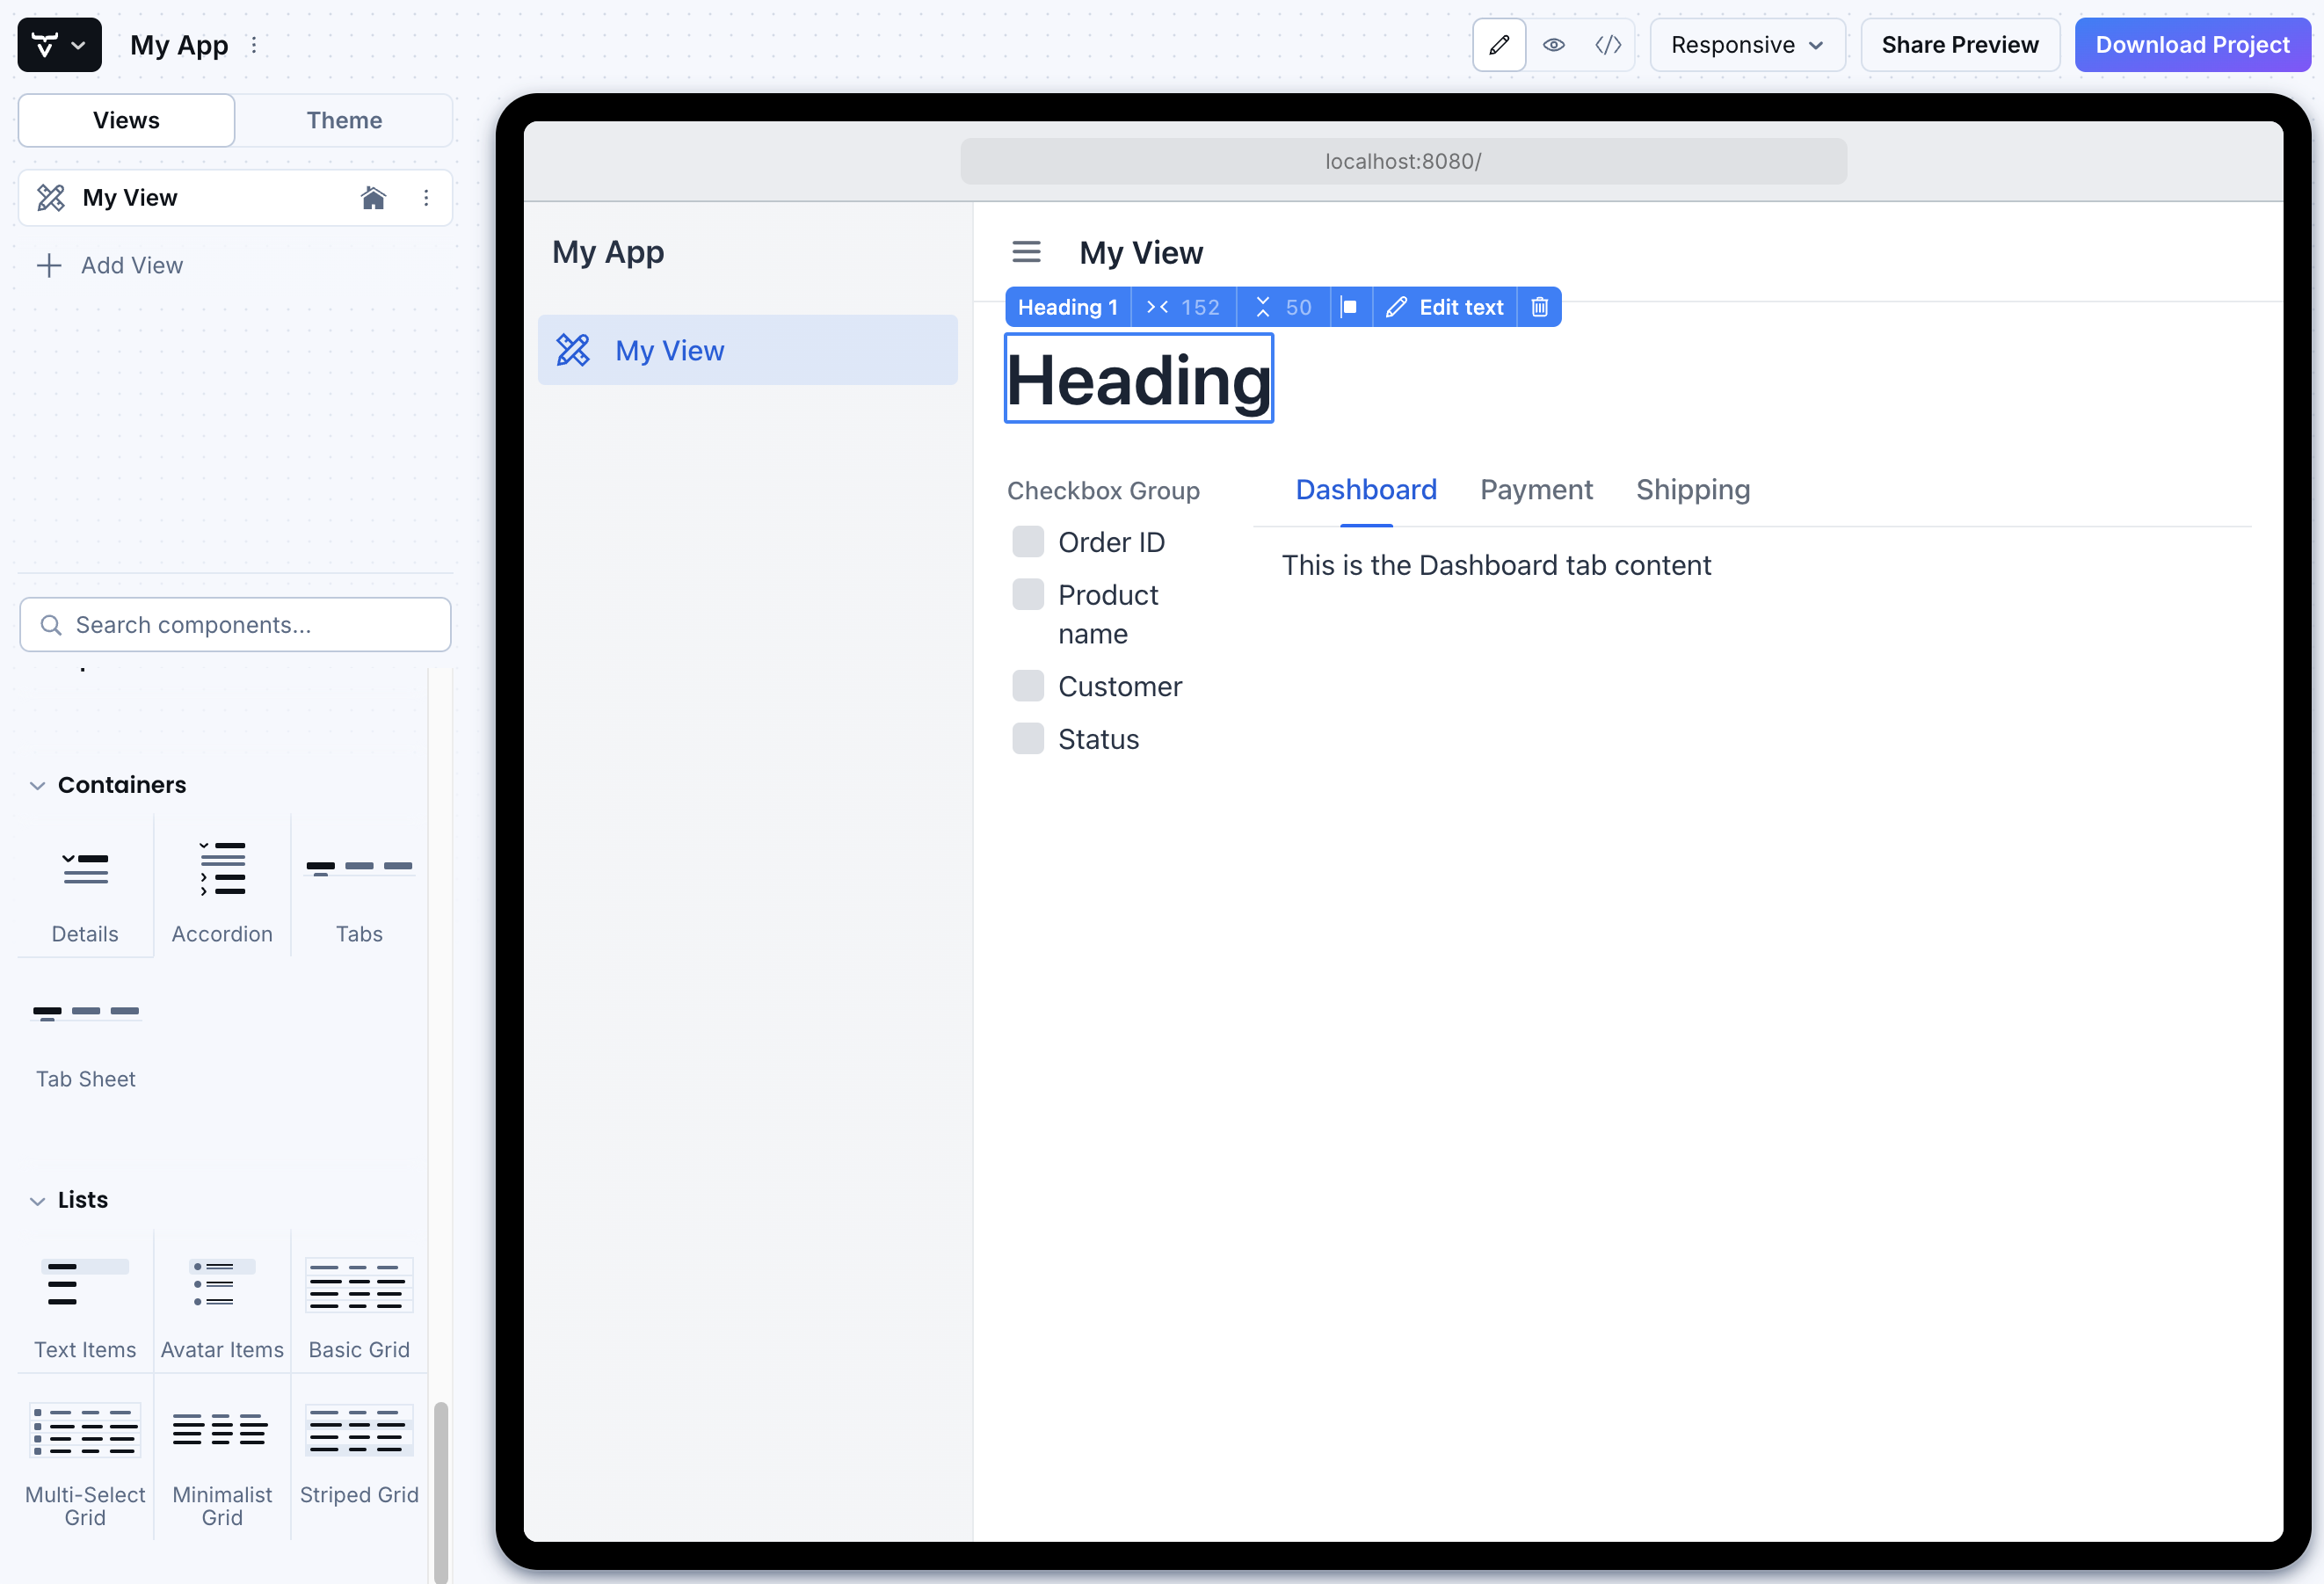 My App
Responsive
Share Preview
Download Project
Views
Theme
My View
Add View
Search components...
Containers
Details
Accordion
Tabs
Tab Sheet
Lists
Text Items
Avatar Items
Basic Grid
Multi-Select
Grid
Minimalist
Grid
Striped Grid
localhost:8080/
My App
My View
My View
Heading 1
152
50
Edit text
Heading
Checkbox Group
Order ID
Product
name
Customer
Status
Dashboard
Payment
Shipping
This is the Dashboard tab content